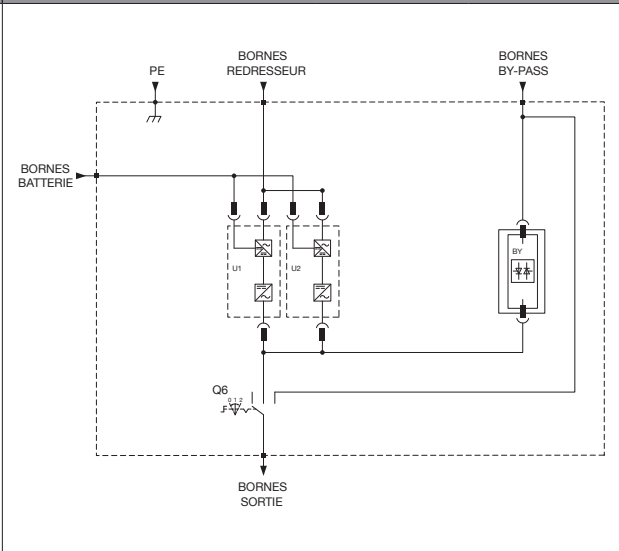 BORNES
REDRESSEUR
BORNES
BY-PASS
PE
BORNES
BATTERIE
U1
U2
BY
Q6
0 1 2
BORNES
SORTIE